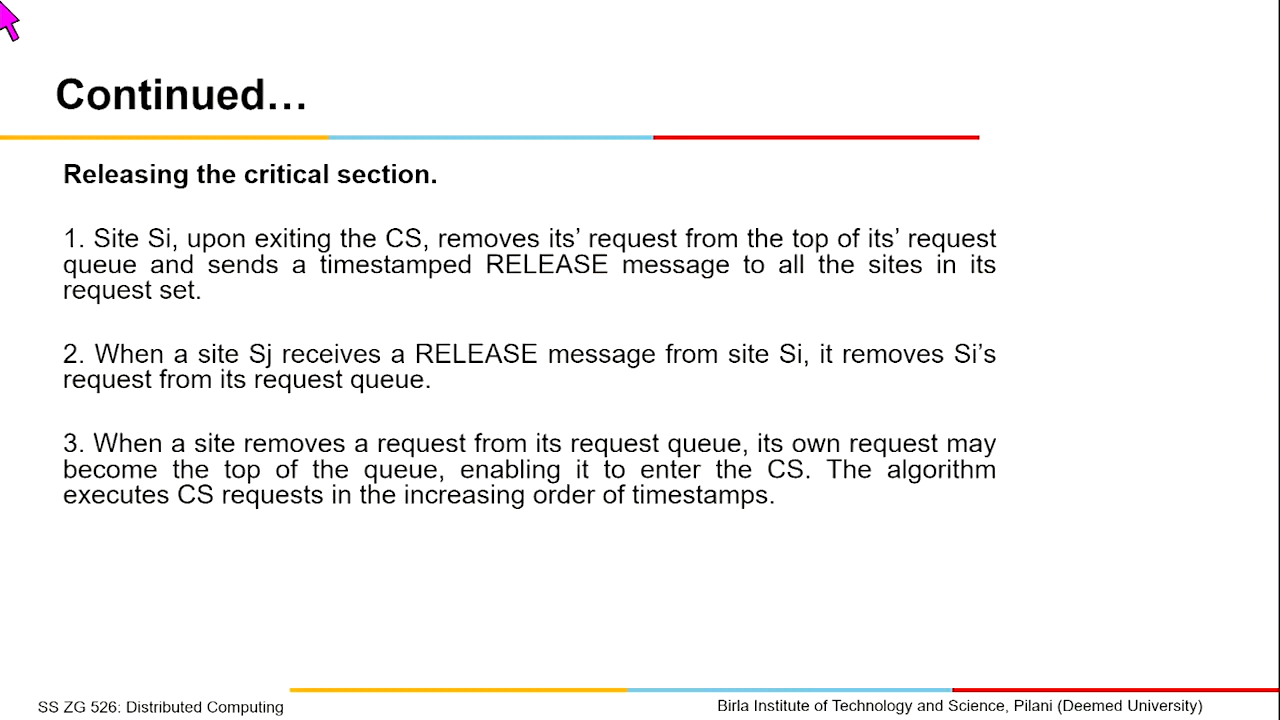 Continued…
Releasing the critical section.
1. Site Si, upon exiting the CS, removes its’ request from the top of its’ request
queue and sends a timestamped RELEASE message to all the sites in its
request set.
2. When a site Sj receives a RELEASE message from site Si, it removes Si’s
request from its request queue.
3. When a site removes a request from its request queue, its own request may
become the top of the queue, enabling it to enter the CS. The algorithm
executes CS requests in the increasing order of timestamps.
SS ZG 526: Distributed Computing
Birla Institute of Technology and Science, Pilani (Deemed University)